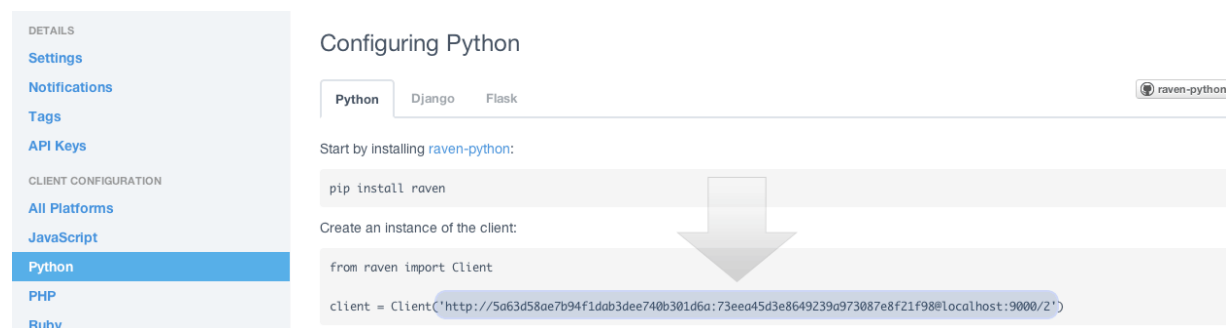 DETAILS
Settings
Notifications
Tags
API Keys
CLIENT CONFIGURATION
All Platforms
JavaScript
Python
PHP
Ruby
Configuring Python
Python Django Flask
raven-python
Start by installing raven-python:
pip install raven
Create an instance of the client:
from raven import Client
client = Client('http://5a63d58ae7b94f1dab3dee740b301d6a:73eea45d3e8649239a973087e8f21f98@localhost:9000/2')